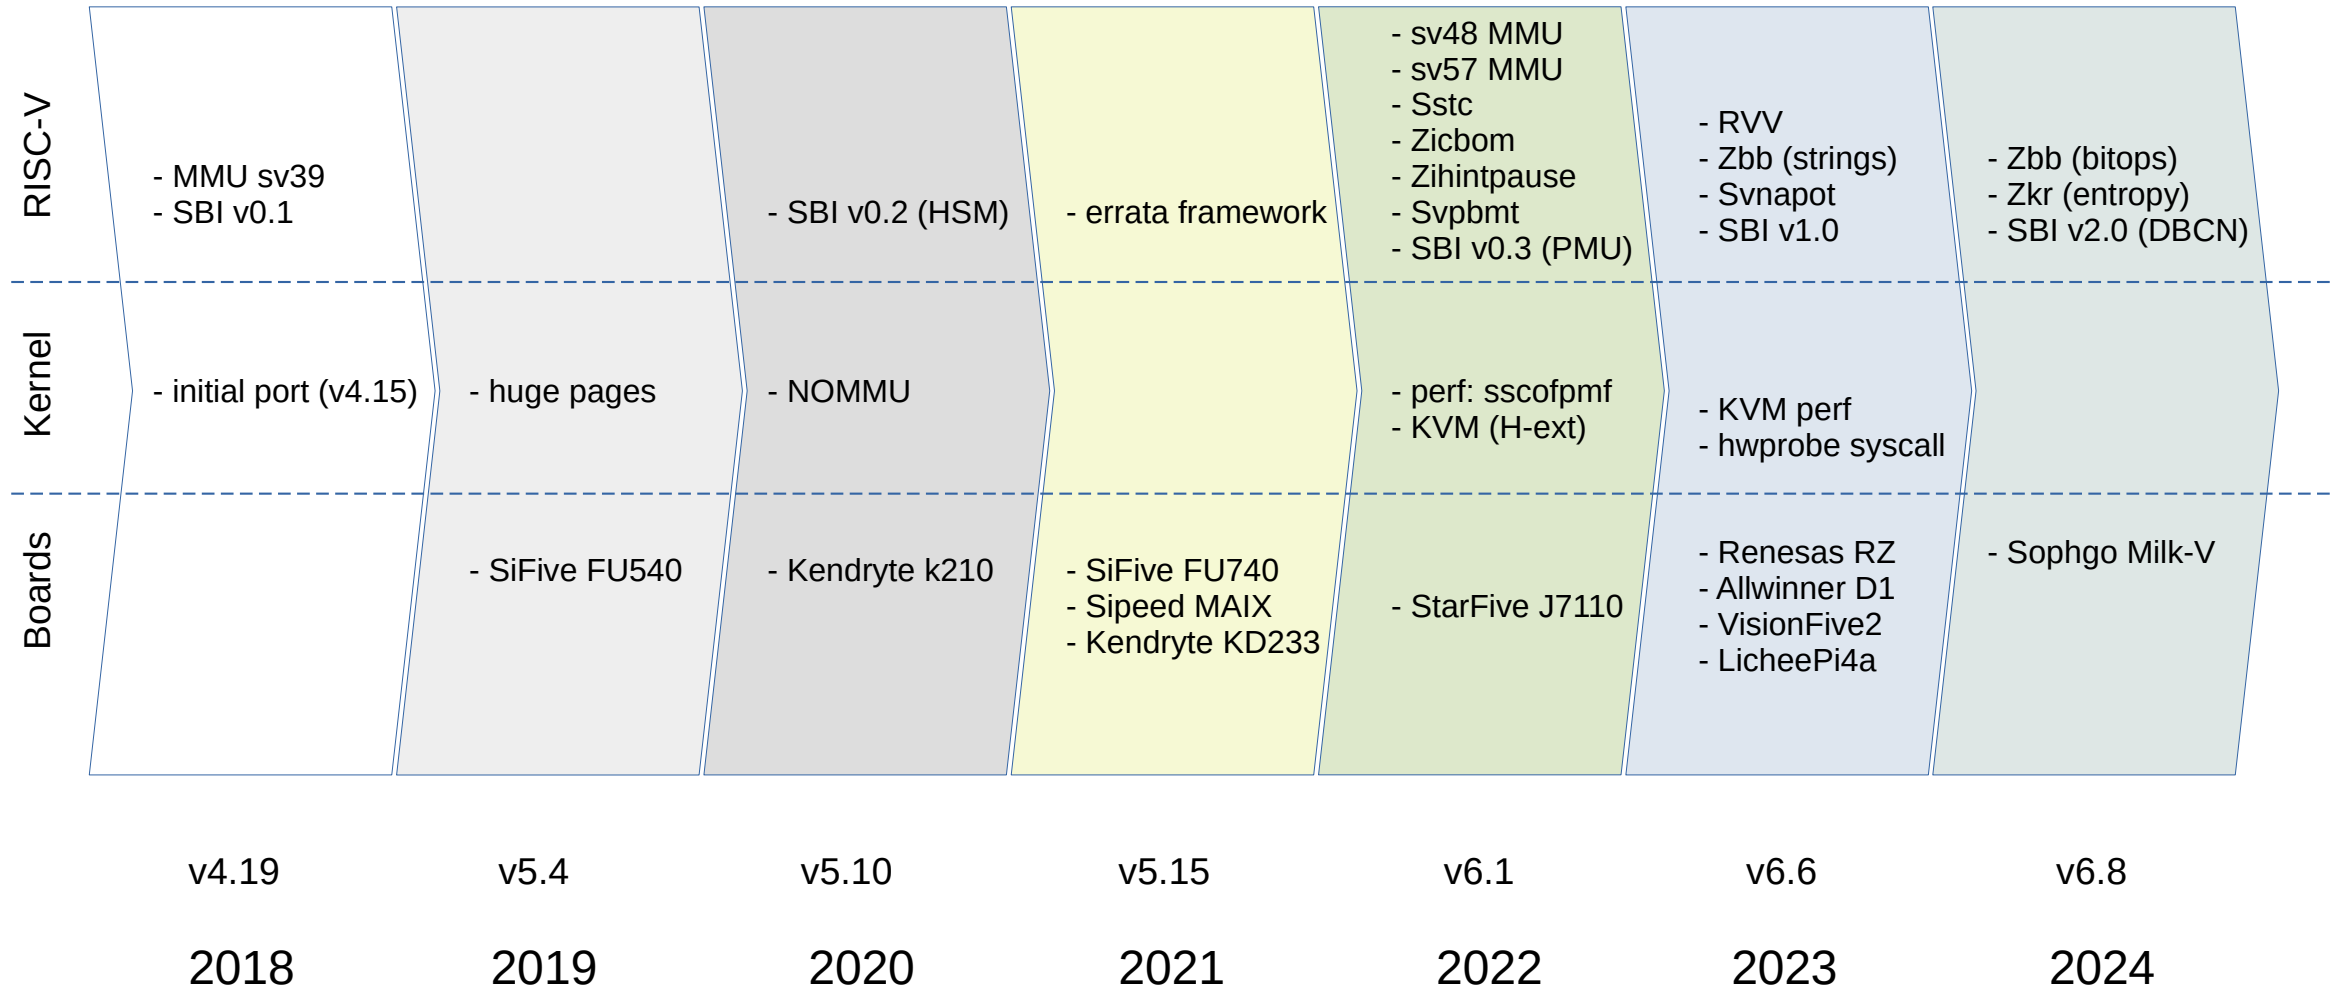 RISC-V
- MMU sv39
- SBI v0.1
- SBI v0.2 (HSM)
- errata framework
- sv48 MMU
- sv57 MMU
- Sstc
- Zicbom
- Zihintpause
- Svpbmt
- SBI v0.3 (PMU)
- RVV
- Zbb (strings)
- Svnapot
- SBI v1.0
- Zbb (bitops)
- Zkr (entropy)
- SBI v2.0 (DBCN)
Kernel
- initial port (v4.15)
- huge pages
- NOMMU
- perf: sscofpmf
- KVM (H-ext)
- KVM perf
- hwprobe syscall
Boards
- SiFive FU540
- Kendryte k210
- SiFive FU740
- Sipeed MAIX
- Kendryte KD233
- StarFive J7110
- Renesas RZ
- Allwinner D1
- VisionFive2
- LicheePi4a
- Sophgo Milk-V
v4.19
v5.4
v5.10
v5.15
v6.1
v6.6
v6.8
2018
2019
2020
2021
2022
2023
2024